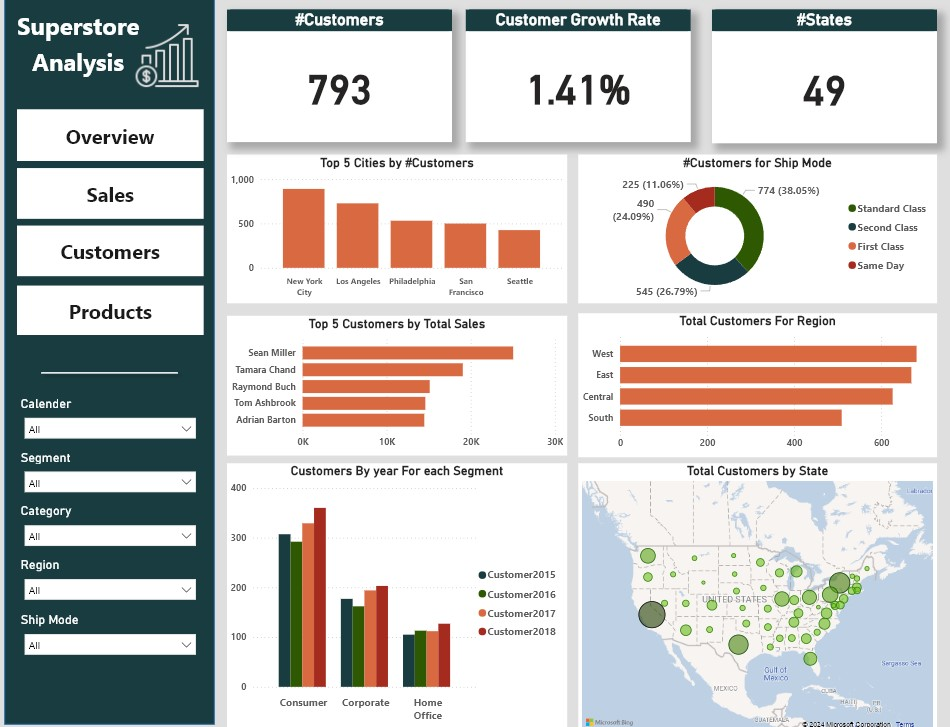 Superstore
Analysis
Overview
Sales
Customers
Products
Calender
All
Segment
All
Category
All
Region
All
Ship Mode
All
#Customers
793
Customer Growth Rate
1.41%
#States
49
Top 5 Cities by #Customers
1,000
500
0
New York
City
Los Angeles
Philadelphia
San
Francisco
Seattle
#Customers for Ship Mode
225 (11.06%)
774 (38.05%)
490
(24.09%)
545 (26.79%)
Standard Class
Second Class
First Class
Same Day
Top 5 Customers by Total Sales
Sean Miller
Tamara Chand
Raymond Buch
Tom Ashbrook
Adrian Barton
0K 10K 20K 30K
Total Customers For Region
West
East
Central
South
0 200 400 600
Customers By year For each Segment
400
300
200
100
0
Consumer
Corporate
Home
Office
Customer2015
Customer2016
Customer2017
Customer2018
Total Customers by State
Labrador
UNITED STATES
Gulf of
Mexico
Sargasso Sea
MEXICO
CUBA
GUATEMALA
Microsoft Bing
© 2024 Microsoft Corporation Terms